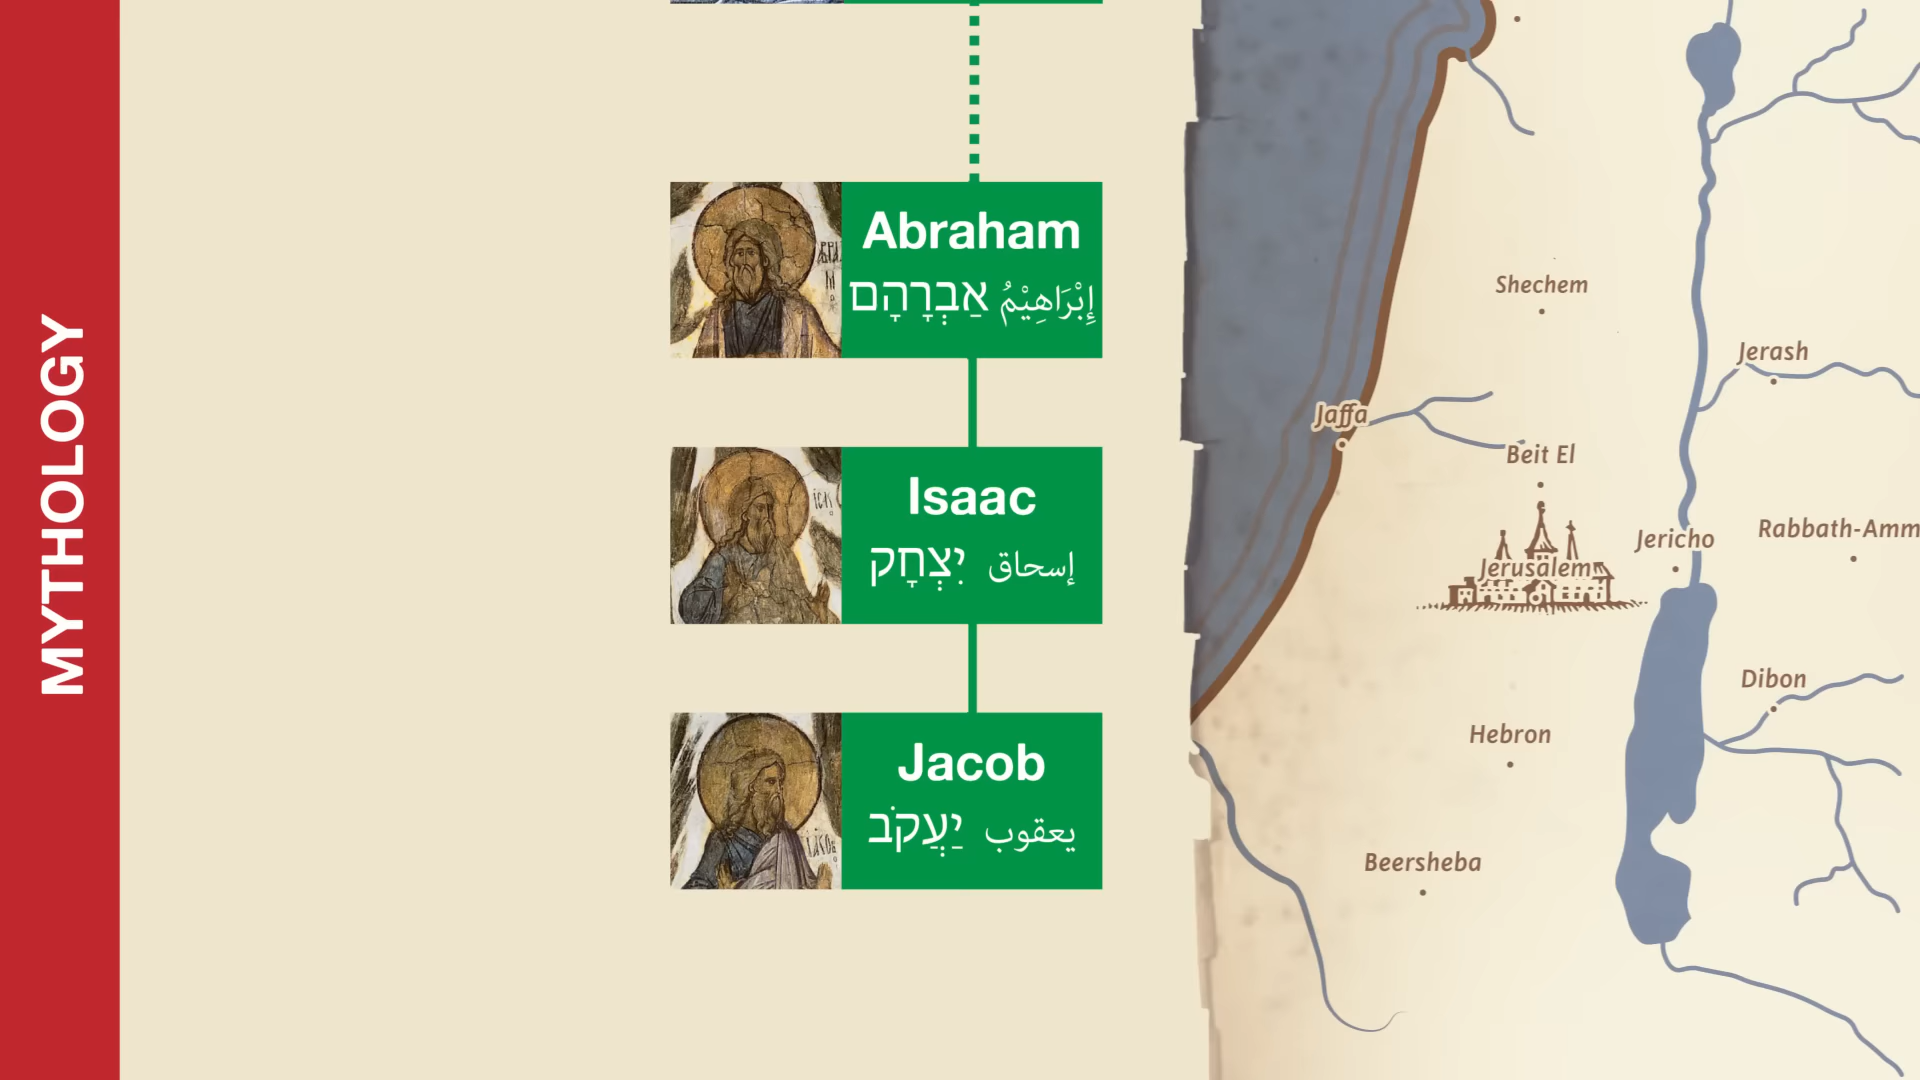 MYTHOLOGY
Abraham
אַבְרָהָם إِبْرَاهِيْمُ
Isaac
יִצְחָק إسحاق
Jacob
יַעֲקֹב يعقوب
Shechem
Jerash
Jaffa
Beit El
Jericho
Rabbath-Amm
Jerusalem
Dibon
Hebron
Beersheba